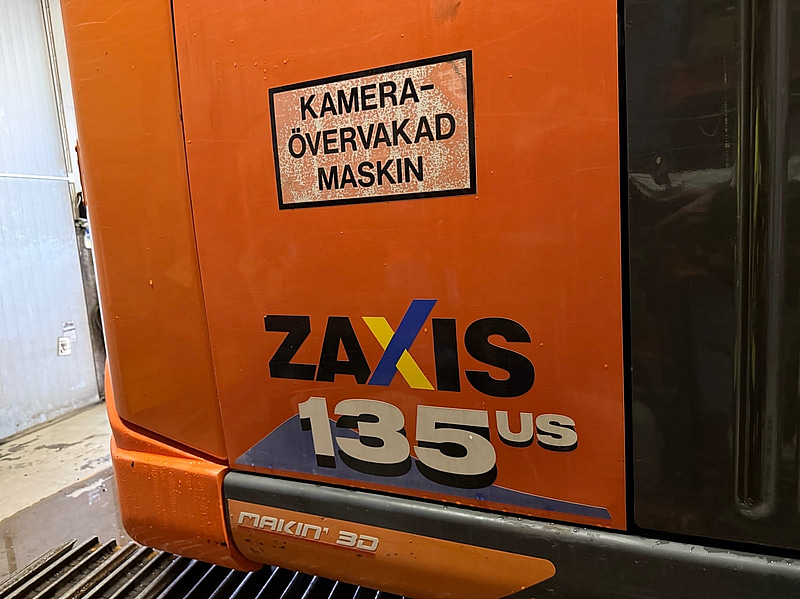 KAMERA-
ÖVERVAKAD
MASKIN
ZAXIS
135US
MAKIN' 3D